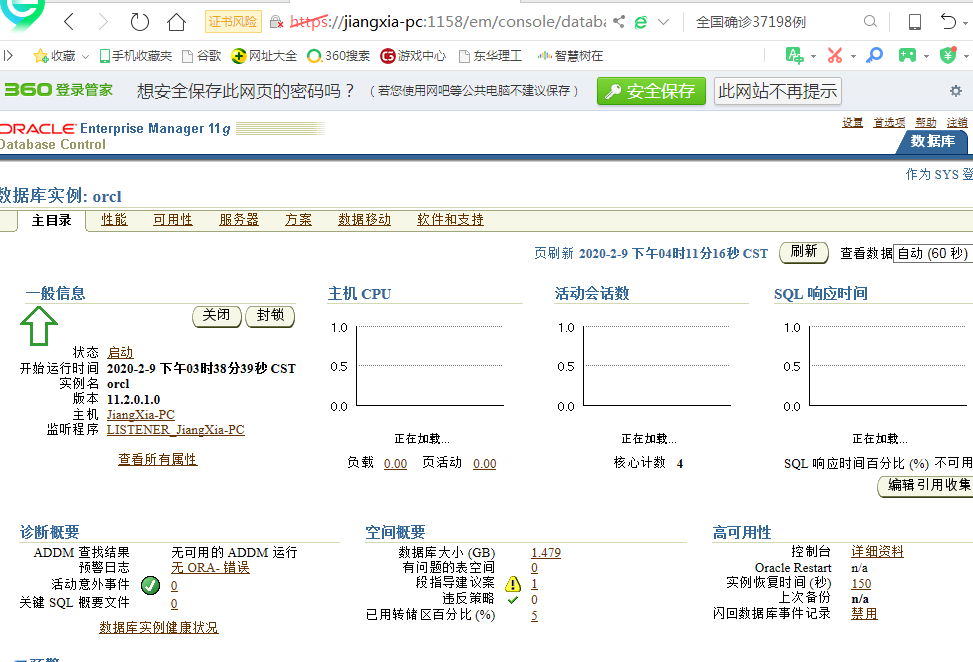 证书风险 https://jiangxia-pc:1158/em/console/databa 全国确诊37198例
收藏 手机收藏夹 谷歌 网址大全 360搜索 游戏中心 东华理工 智慧树在
360 登录管家 想安全保存此网页的密码吗？（若您使用网吧等公共电脑不建议保存） 安全保存 此网站不再提示
设置 首选项 帮助 注销
ORACLE Enterprise Manager 11g
Database Control
数据库
作为 SYS 登
数据库实例: orcl
主目录 性能 可用性 服务器 方案 数据移动 软件和支持
页刷新 2020-2-9 下午04时11分16秒 CST 刷新 查看数据 自动 (60 秒)
一般信息
关闭 封锁
状态 启动
开始运行时间 2020-2-9 下午03时38分39秒 CST
实例名 orcl
版本 11.2.0.1.0
主机 JiangXia-PC
监听程序 LISTENER_JiangXia-PC
查看所有属性
主机 CPU
1.0
0.5
0.0
正在加载...
负载 0.00 页活动 0.00
活动会话数
1.0
0.5
0.0
正在加载...
核心计数 4
SQL 响应时间
1.0
0.5
0.0
正在加载...
SQL 响应时间百分比 (%) 不可用
编辑引用收集
诊断概要
ADDM 查找结果 无可用的 ADDM 运行
预警日志 无 ORA- 错误
活动意外事件 0
关键 SQL 概要文件 0
数据库实例健康状况
空间概要
数据库大小 (GB) 1.479
有问题的表空间 0
段指导建议案 1
违反策略 0
已用转储区百分比 (%) 5
高可用性
控制台 详细资料
Oracle Restart n/a
实例恢复时间 (秒) 150
上次备份 n/a
闪回数据库事件记录 禁用